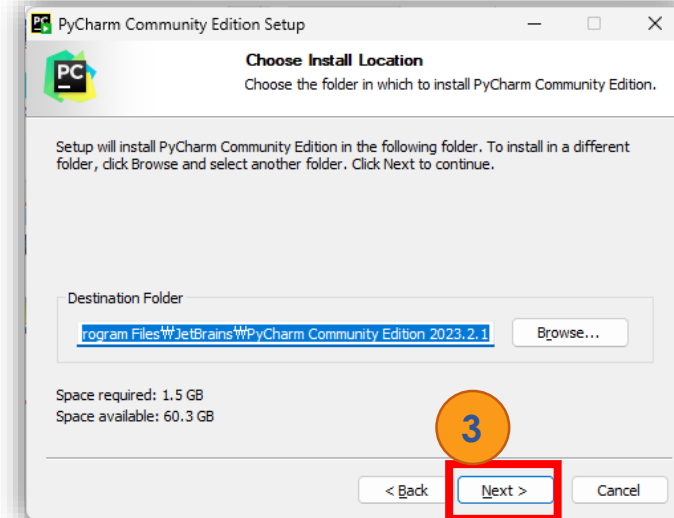 PyCharm Community Edition Setup
PC
Choose Install Location
Choose the folder in which to install PyCharm Community Edition.
Setup will install PyCharm Community Edition in the following folder. To install in a different
folder, click Browse and select another folder. Click Next to continue.
Destination Folder
rogram Files₩JetBrains₩PyCharm Community Edition 2023.2.1
Browse...
Space required: 1.5 GB
Space available: 60.3 GB
3
< Back
Next >
Cancel